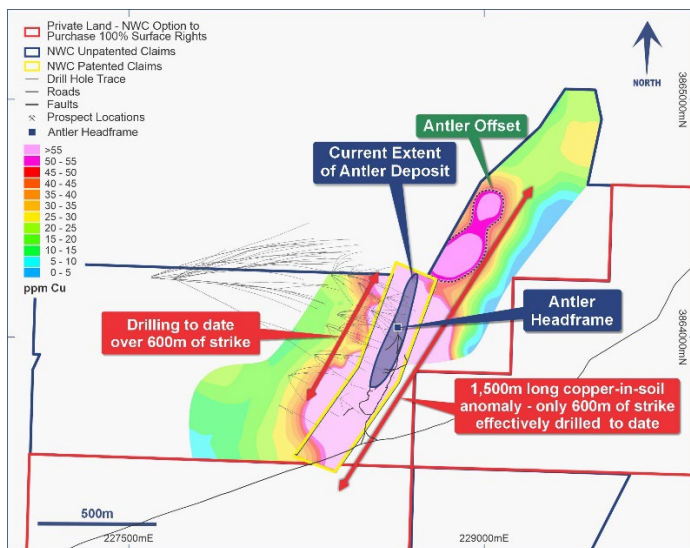 Private Land - NWC Option to
Purchase 100% Surface Rights
NWC Unpatented Claims
NWC Patented Claims
Drill Hole Trace
Roads
Faults
Prospect Locations
Antler Headframe
>55
50 - 55
45 - 50
40 - 45
35 - 40
30 - 35
25 - 30
20 - 25
15 - 20
10 - 15
5 - 10
0 - 5
ppm Cu
NORTH
3865000mN
Antler Offset
Current Extent
of Antler Deposit
Antler
Headframe
3864000mN
Drilling to date
over 600m of strike
1,500m long copper-in-soil
anomaly - only 600m of strike
effectively drilled to date
500m
227500mE
229000mE